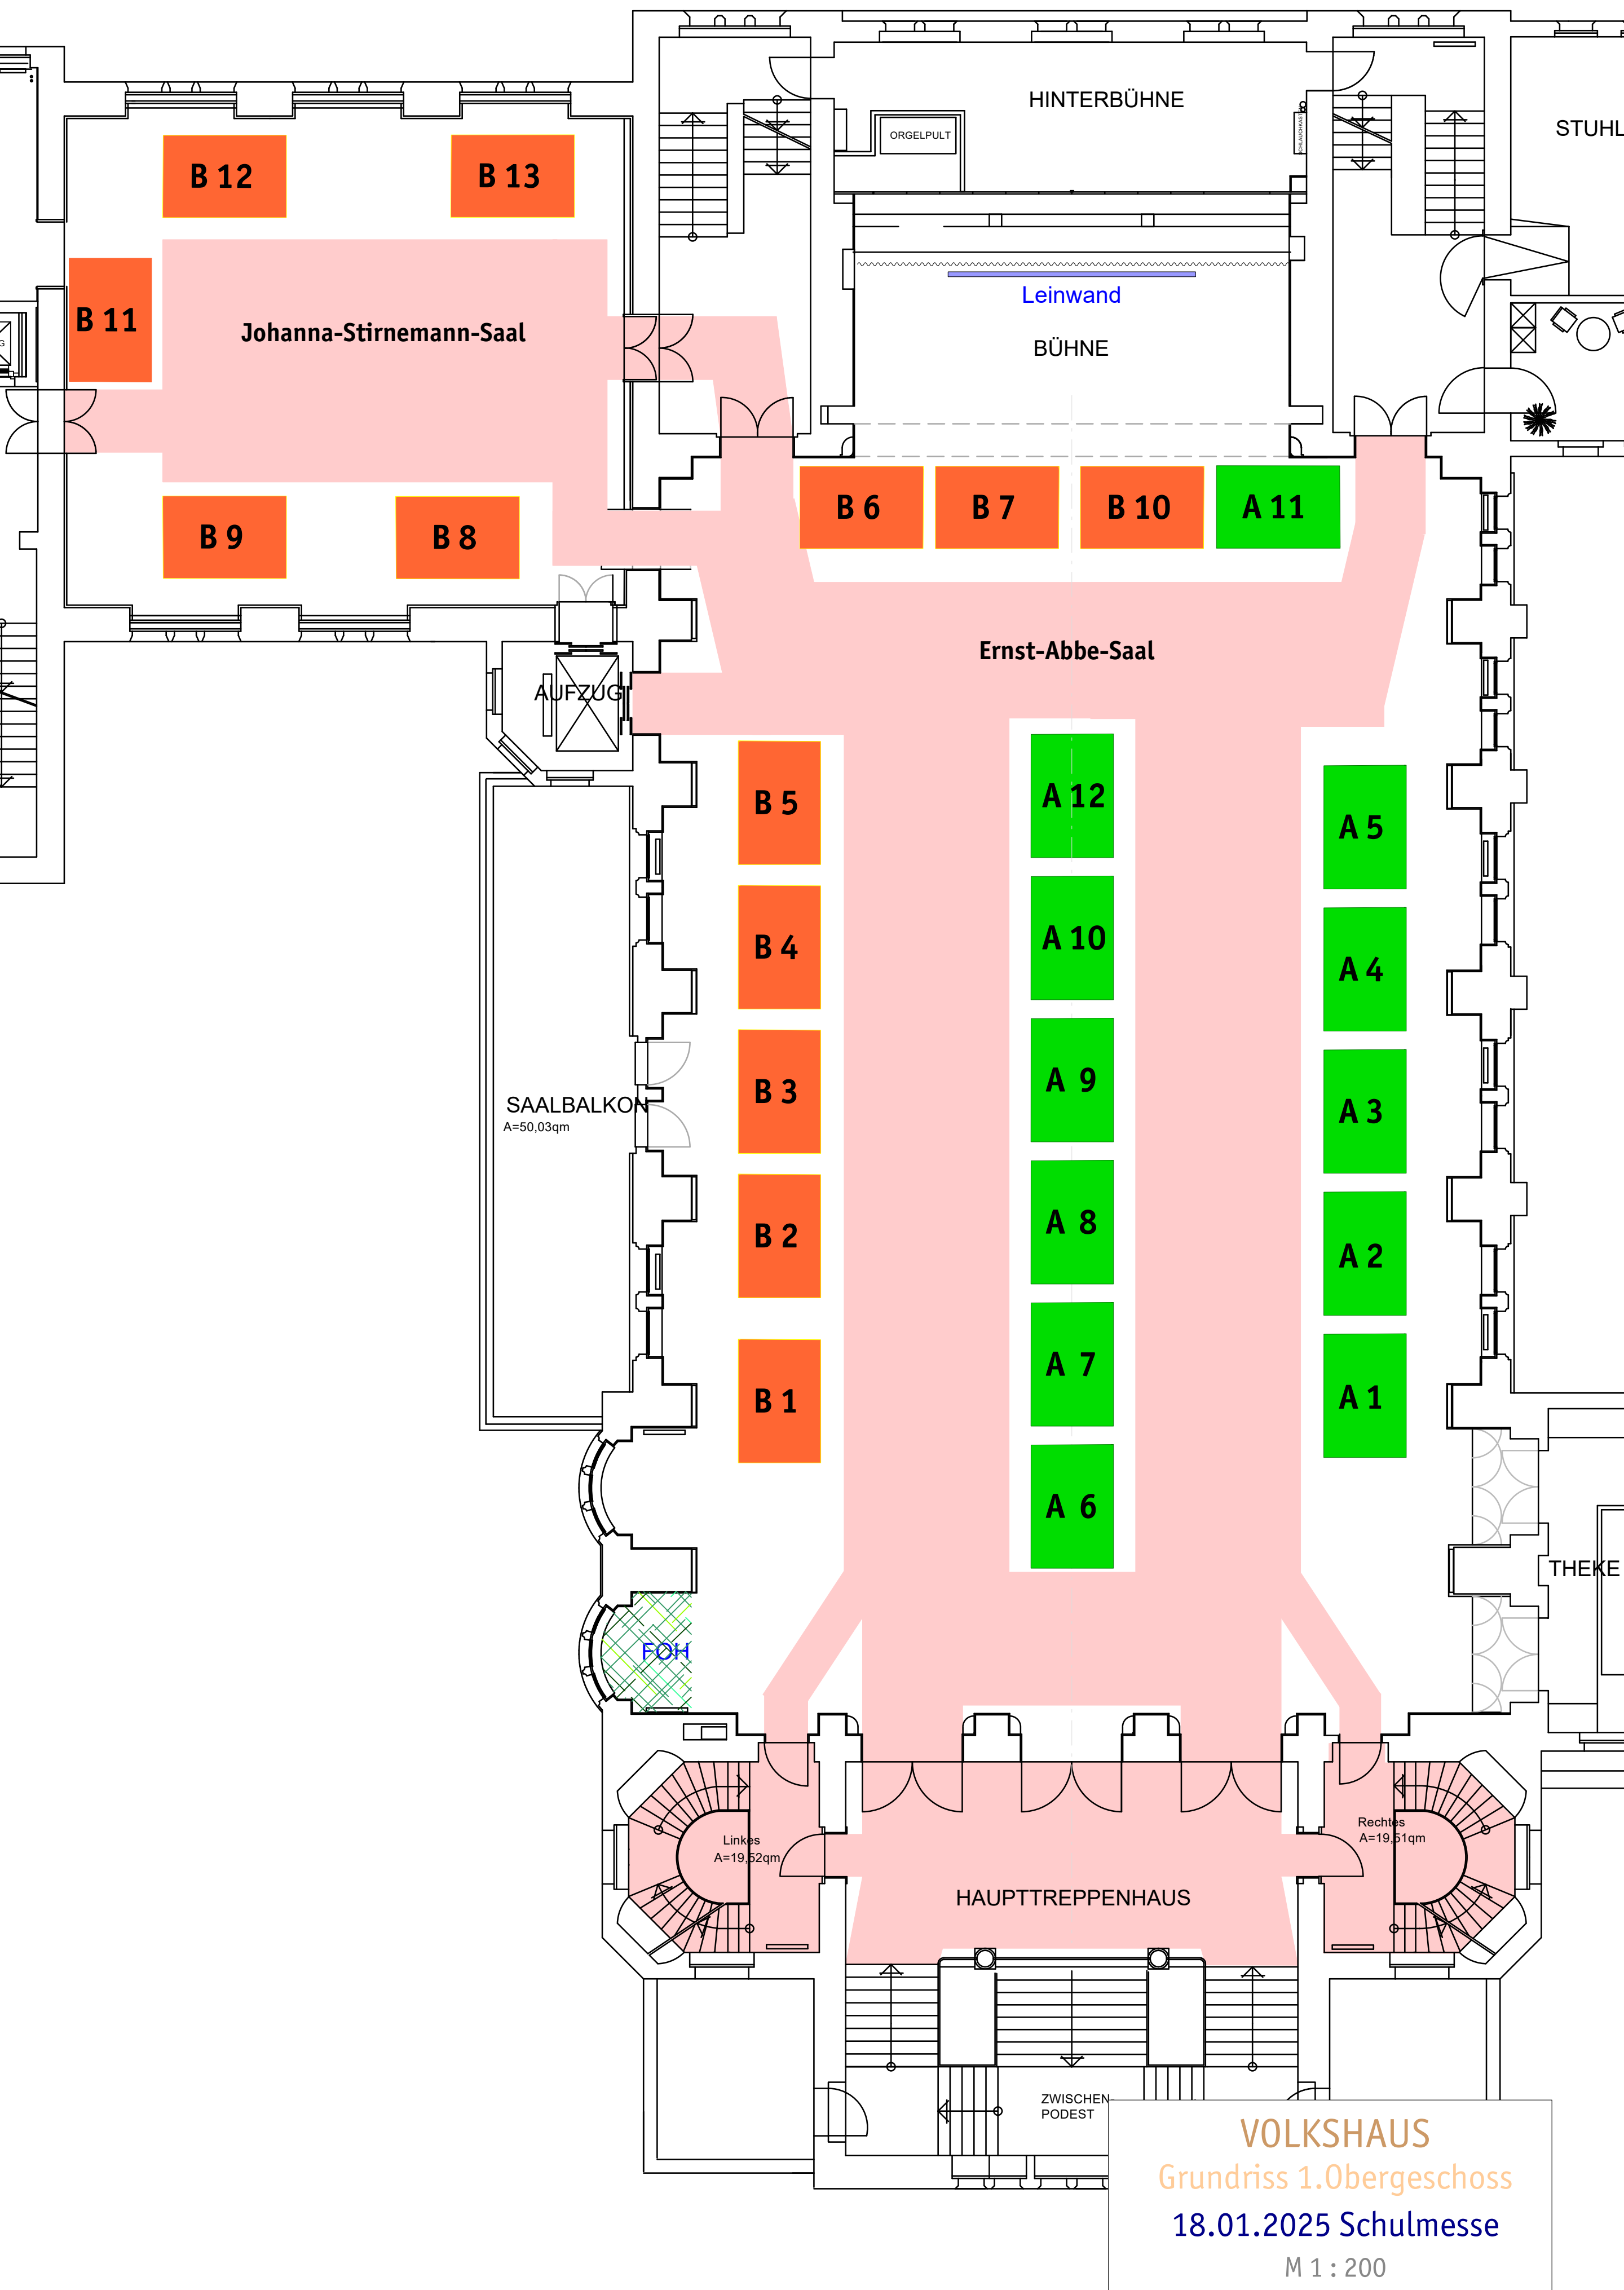 HINTERBÜHNE
ORGELPULT
STUHL
B 12
B 13
Leinwand
B 11
Johanna-Stirnemann-Saal
BÜHNE
G
B 6
B 7
B 10
A 11
B 9
B 8
Ernst-Abbe-Saal
AUFZUG
B 5
A 12
A 5
B 4
A 10
A 4
B 3
A 9
A 3
SAALBALKON
A=50,03qm
B 2
A 8
A 2
B 1
A 7
A 1
A 6
THEKE
FOH
Linkes
A=19,52qm
Rechtes
A=19,51qm
HAUPTTREPPENHAUS
ZWISCHEN-
PODEST
VOLKSHAUS
Grundriss 1.Obergeschoss
18.01.2025 Schulmesse
M 1 : 200